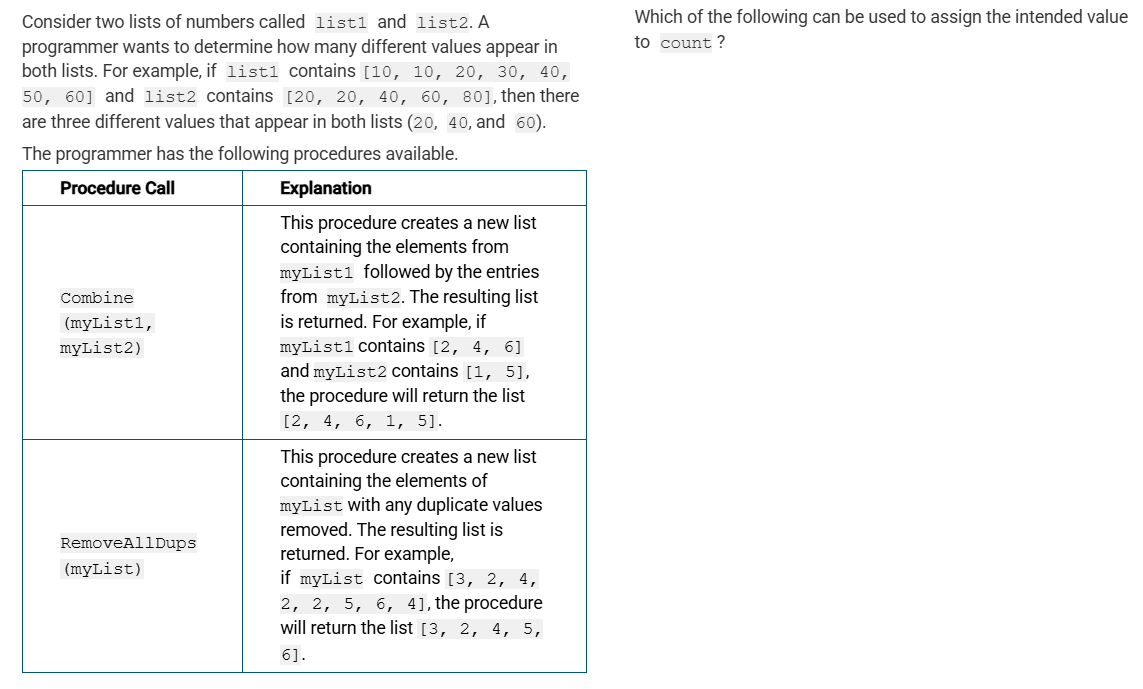 Consider two lists of numbers called list1 and list2. A
programmer wants to determine how many different values appear in
both lists. For example, if list1 contains [10, 10, 20, 30, 40,
50, 60] and list2 contains [20, 20, 40, 60, 80], then there
are three different values that appear in both lists (20, 40, and 60).
The programmer has the following procedures available.
Procedure Call
Explanation
Combine
(myList1,
myList2)
This procedure creates a new list
containing the elements from
myList1 followed by the entries
from myList2. The resulting list
is returned. For example, if
myList1 contains [2, 4, 6]
and myList2 contains [1, 5],
the procedure will return the list
[2, 4, 6, 1, 5].
RemoveAllDups
(myList)
This procedure creates a new list
containing the elements of
myList with any duplicate values
removed. The resulting list is
returned. For example,
if myList contains [3, 2, 4,
2, 2, 5, 6, 4], the procedure
will return the list [3, 2, 4, 5,
6].
Which of the following can be used to assign the intended value
to count ?